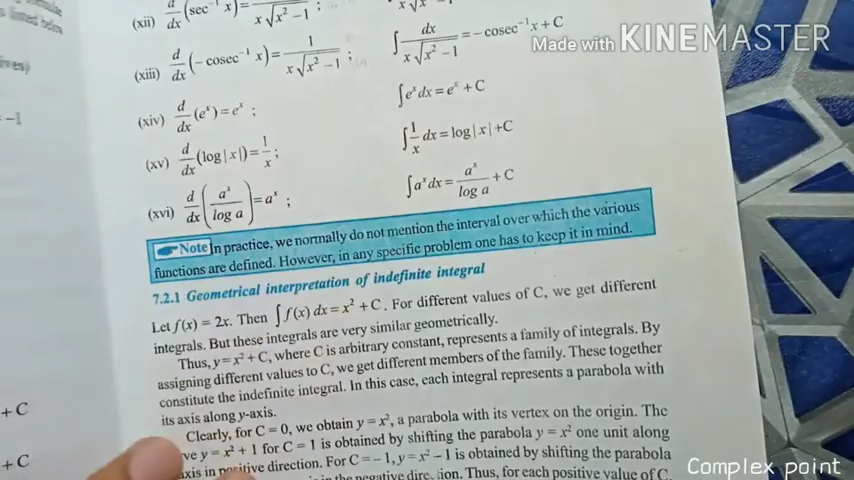 (xii) d/dx (sec⁻¹ x) = 1/(x√(x² –1)) ;
(xiii) d/dx (– cosec⁻¹ x) = 1/(x√(x² –1)) ; ∫ dx/(x√(x² –1)) = – cosec⁻¹x + C
(xiv) d/dx (eˣ) = eˣ ; ∫eˣ dx = eˣ + C
(xv) d/dx (log|x|) = 1/x ; ∫ 1/x dx = log|x| +C
(xvi) d/dx (aˣ/log a) = aˣ ; ∫aˣ dx = aˣ/log a + C
Note In practice, we normally do not mention the interval over which the various
functions are defined. However, in any specific problem one has to keep it in mind.
7.2.1 Geometrical interpretation of indefinite integral
Let f(x) = 2x. Then ∫f(x) dx = x² + C. For different values of C, we get different
integrals. But these integrals are very similar geometrically.
Thus, y = x² + C, where C is arbitrary constant, represents a family of integrals. By
assigning different values to C, we get different members of the family. These together
constitute the indefinite integral. In this case, each integral represents a parabola with
its axis along y-axis.
Clearly, for C = 0, we obtain y = x², a parabola with its vertex on the origin. The
ve y = x² + 1 for C = 1 is obtained by shifting the parabola y = x² one unit along
axis in positive direction. For C = – 1, y = x² – 1 is obtained by shifting the parabola
in the negative direction. Thus, for each positive value of C,
– 1
+ C
+ C
Made with KINEMASTER
Complex point